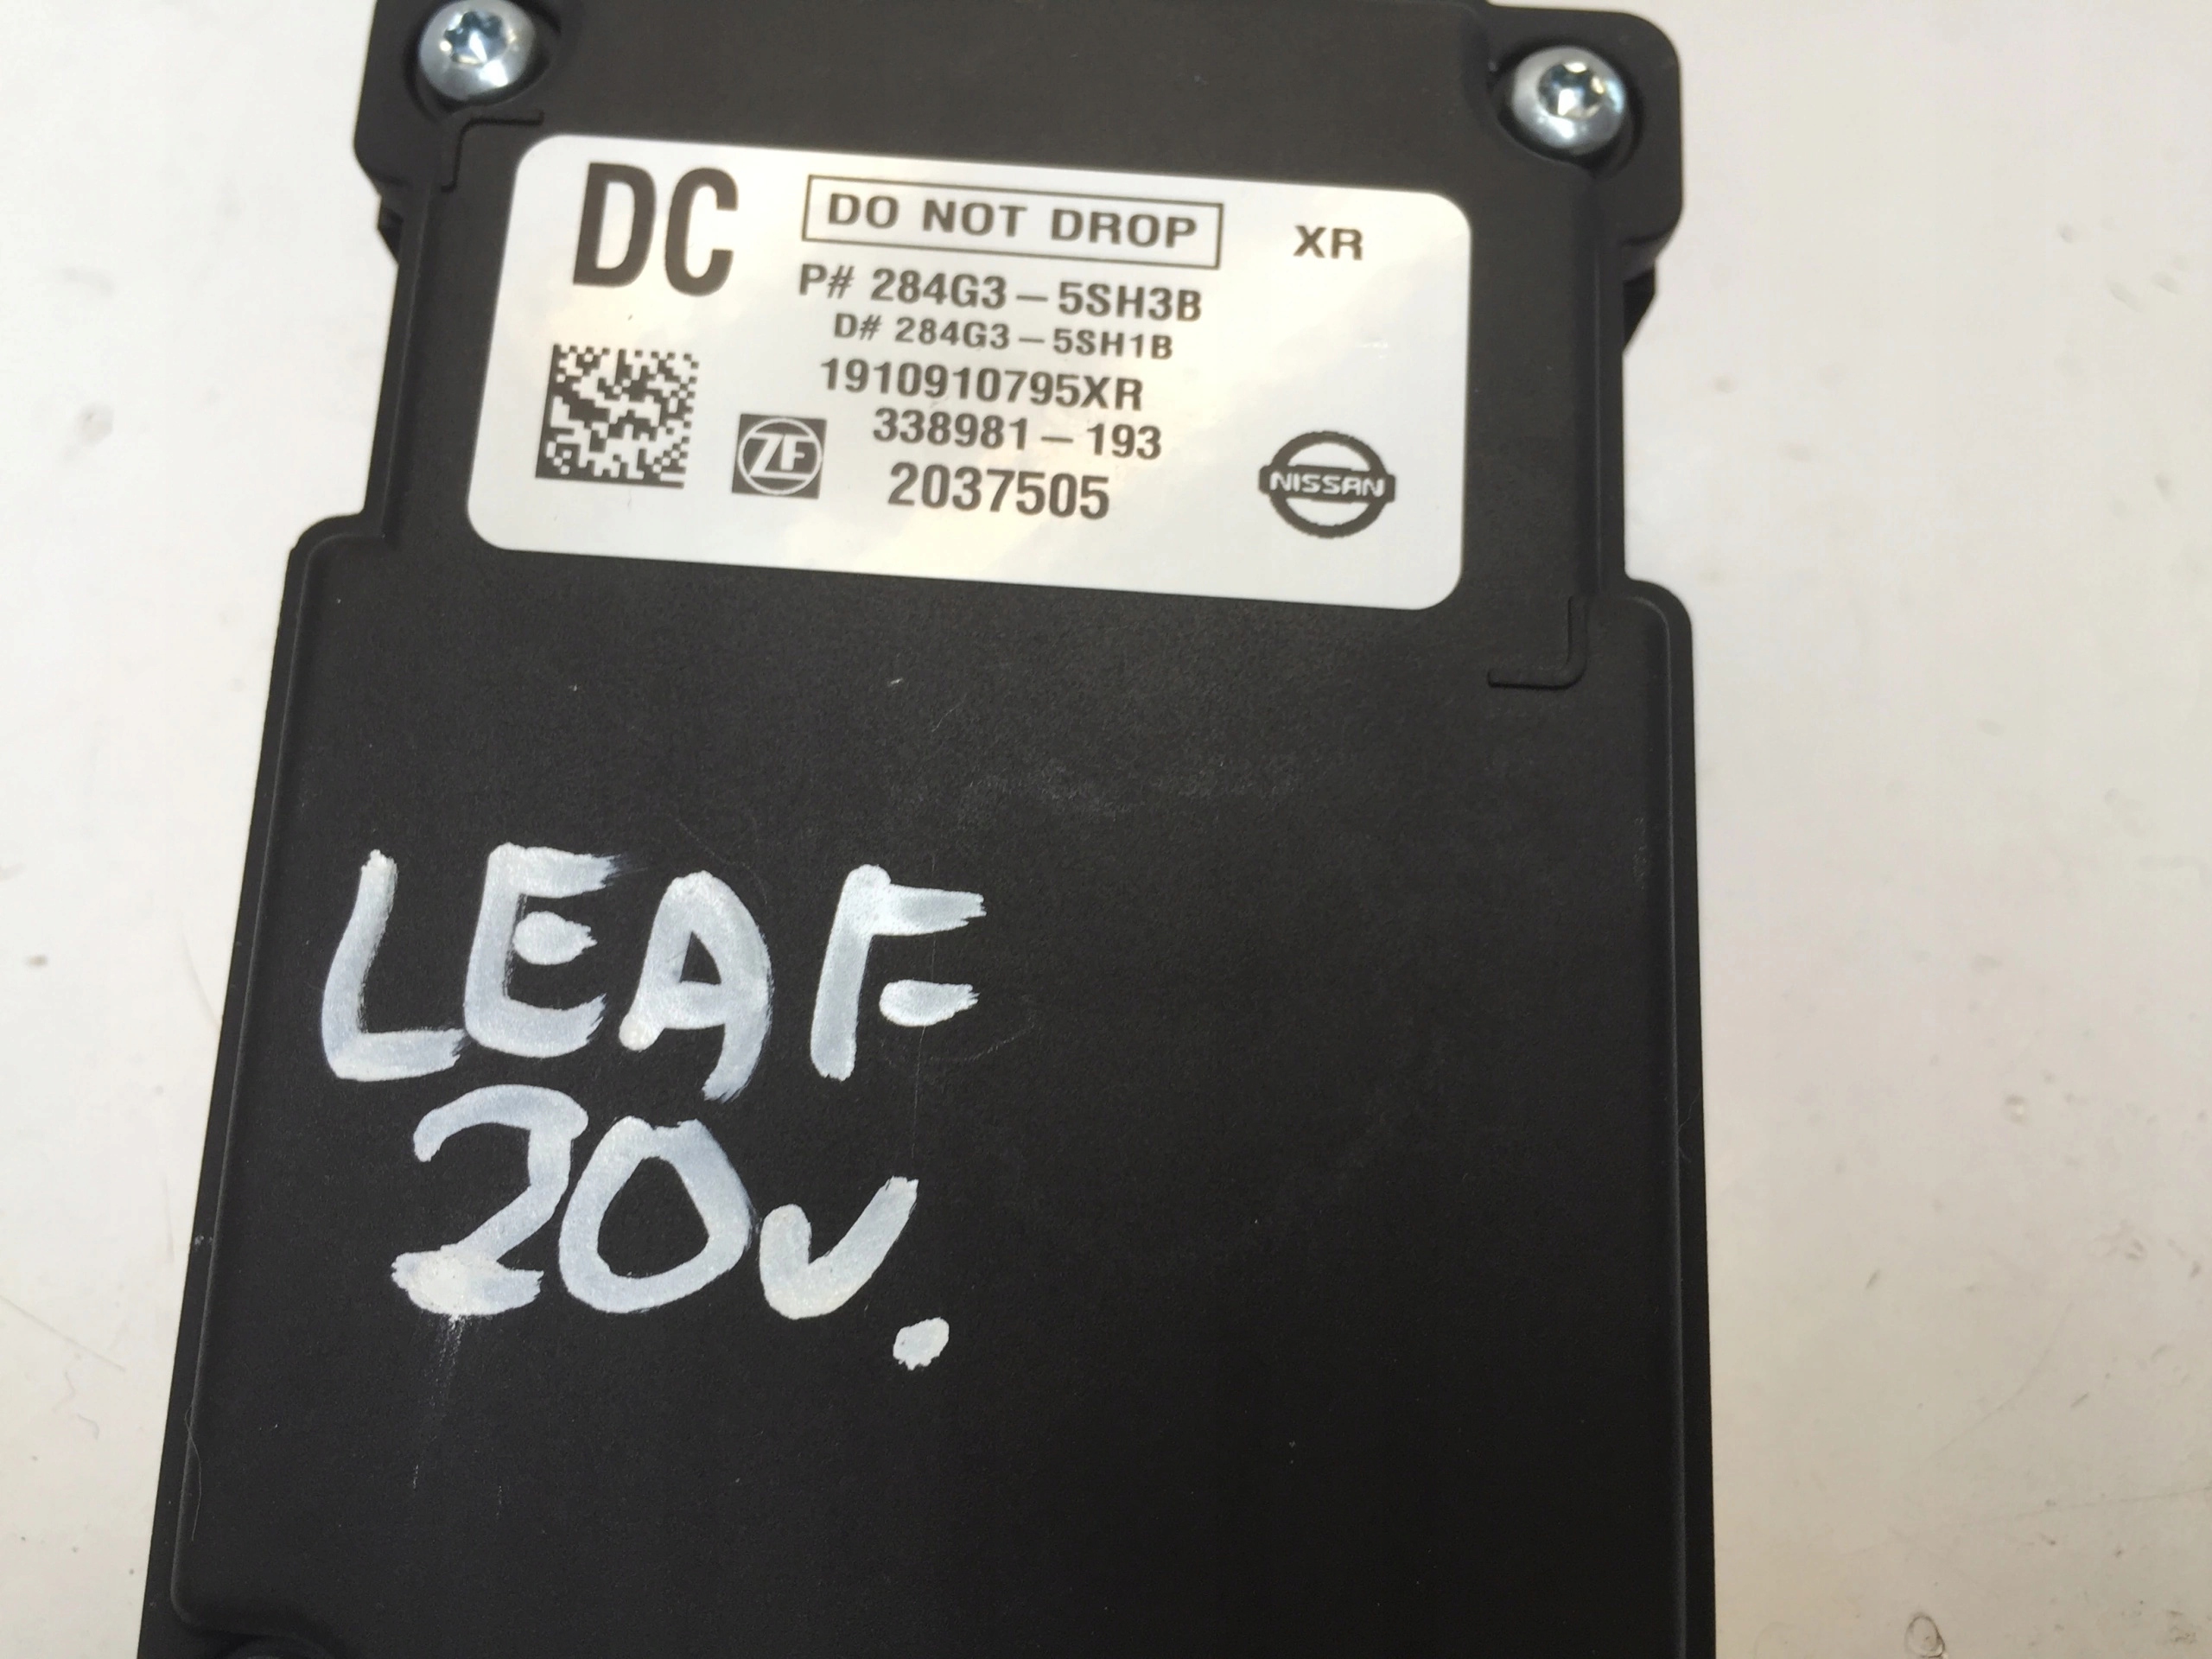 DC
DO NOT DROP
XR
P# 284G3-5SH3B
D# 284G3-5SH1B
1910910795XR
338981-193
ZF
2037505
NISSAN
LEAF
20v.